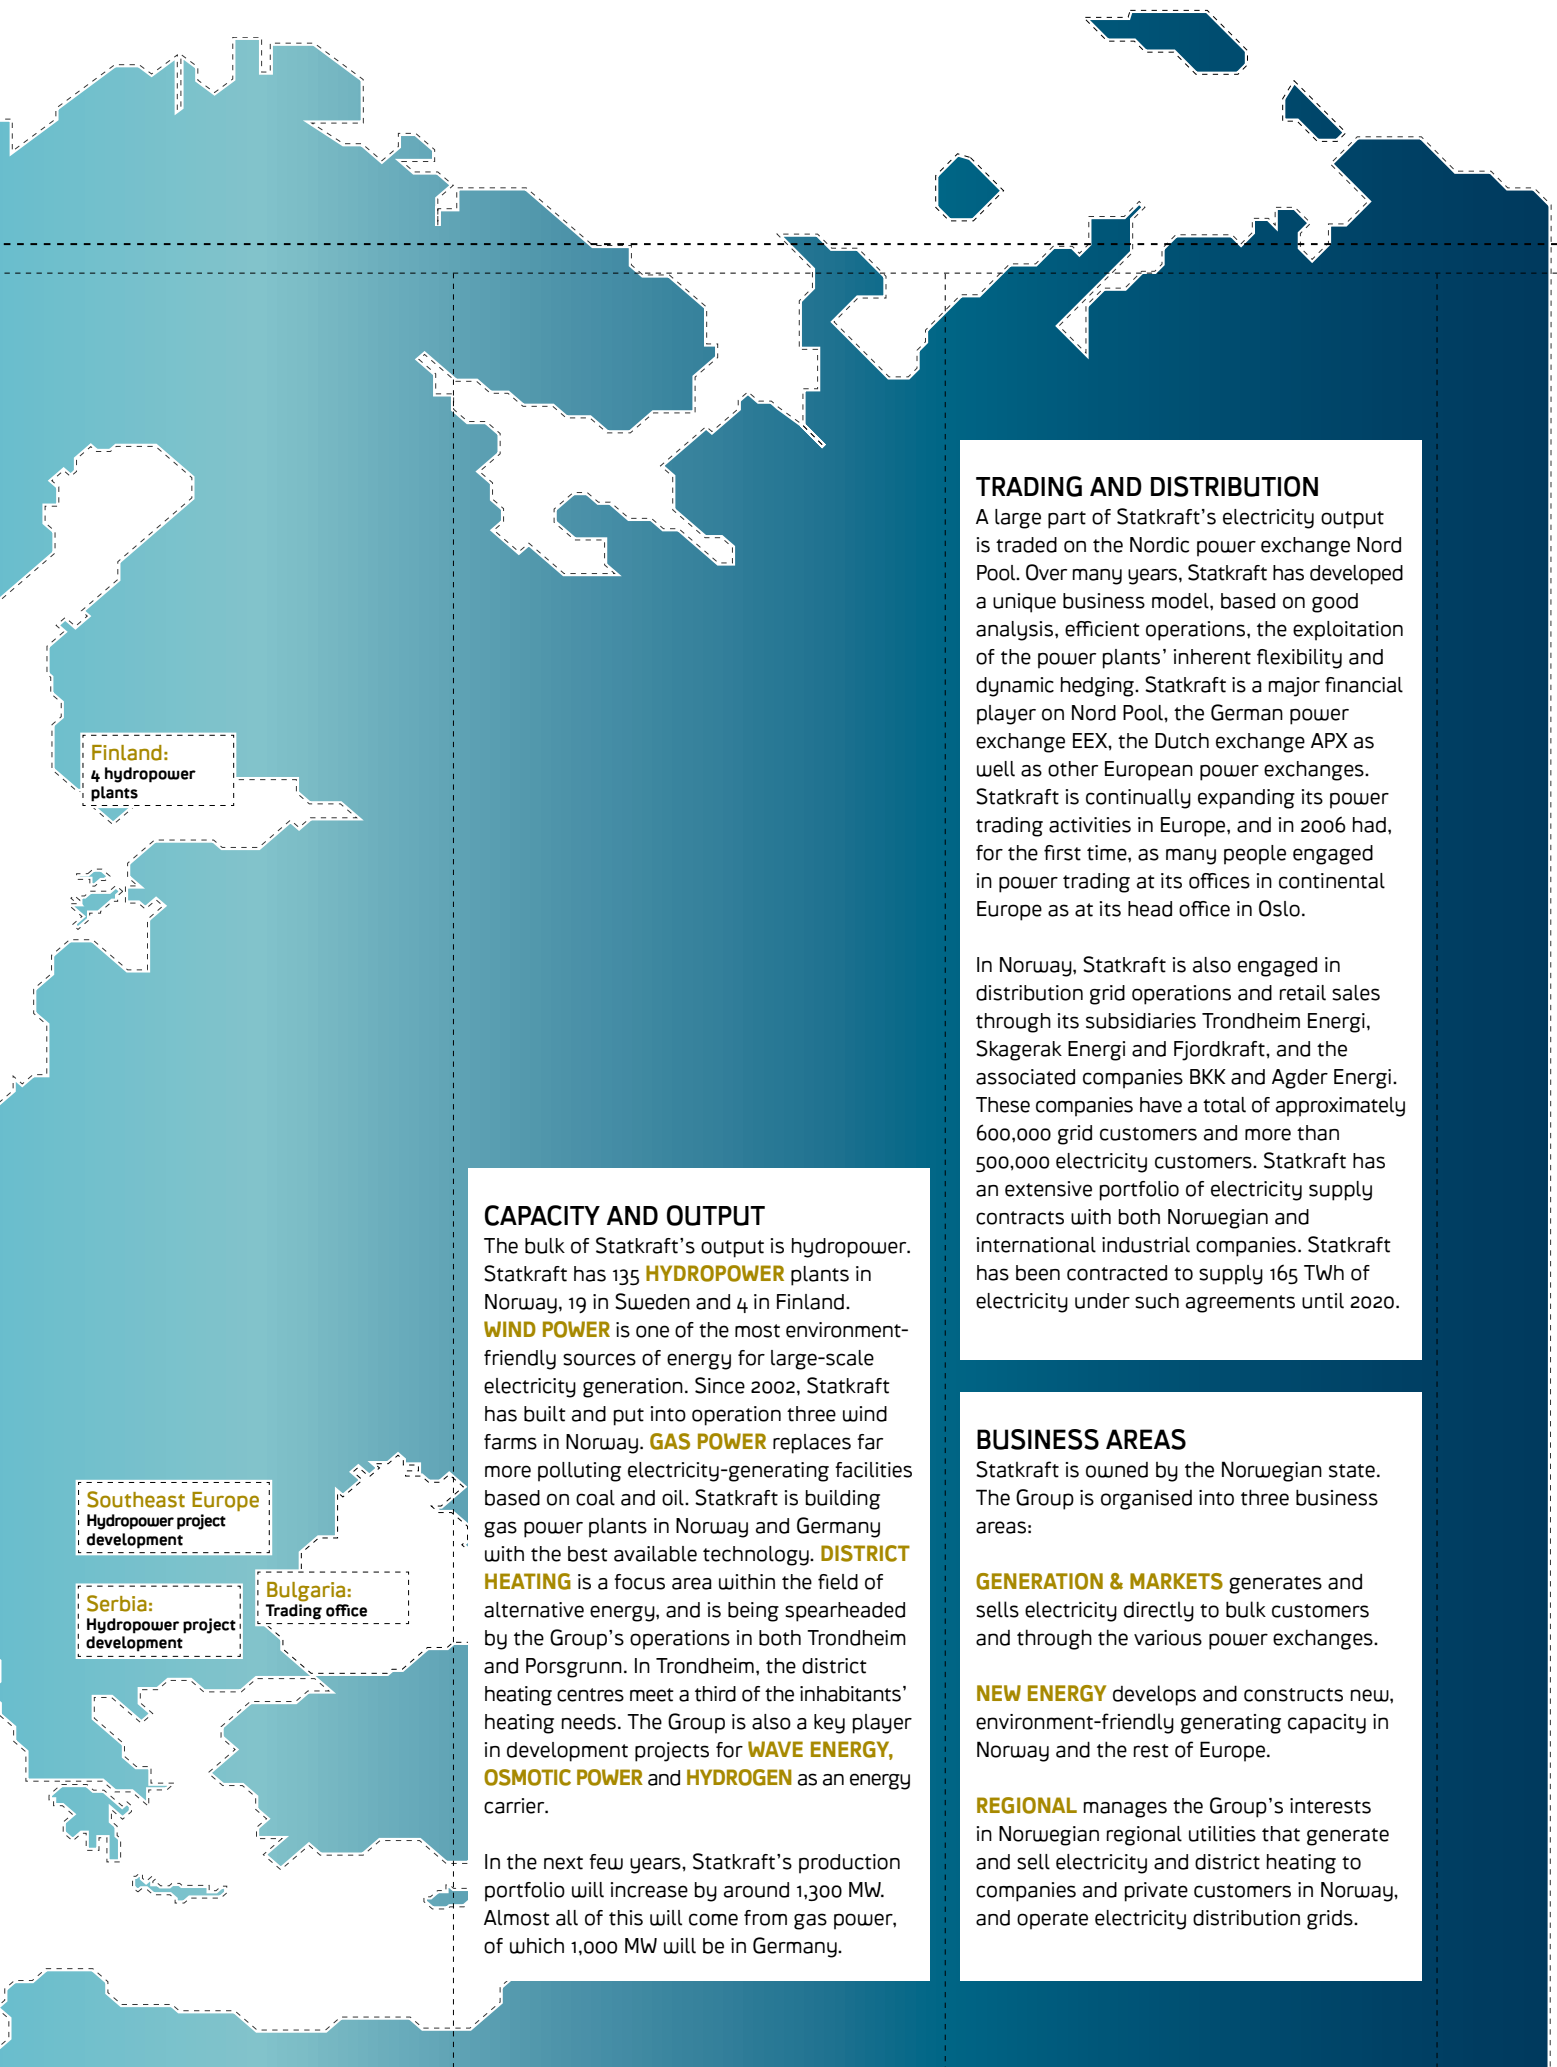 Finland:
4 hydropower
plants
Southeast Europe
Hydropower project
development
Serbia:
Hydropower project
development
Bulgaria:
Trading office
CAPACITY AND OUTPUT
The bulk of Statkraft's output is hydropower.
Statkraft has 135 HYDROPOWER plants in
Norway, 19 in Sweden and 4 in Finland.
WIND POWER is one of the most environment-
friendly sources of energy for large-scale
electricity generation. Since 2002, Statkraft
has built and put into operation three wind
farms in Norway. GAS POWER replaces far
more polluting electricity-generating facilities
based on coal and oil. Statkraft is building
gas power plants in Norway and Germany
with the best available technology. DISTRICT
HEATING is a focus area within the field of
alternative energy, and is being spearheaded
by the Group's operations in both Trondheim
and Porsgrunn. In Trondheim, the district
heating centres meet a third of the inhabitants'
heating needs. The Group is also a key player
in development projects for WAVE ENERGY,
OSMOTIC POWER and HYDROGEN as an energy
carrier.
In the next few years, Statkraft's production
portfolio will increase by around 1,300 MW.
Almost all of this will come from gas power,
of which 1,000 MW will be in Germany.
TRADING AND DISTRIBUTION
A large part of Statkraft's electricity output
is traded on the Nordic power exchange Nord
Pool. Over many years, Statkraft has developed
a unique business model, based on good
analysis, efficient operations, the exploitation
of the power plants' inherent flexibility and
dynamic hedging. Statkraft is a major financial
player on Nord Pool, the German power
exchange EEX, the Dutch exchange APX as
well as other European power exchanges.
Statkraft is continually expanding its power
trading activities in Europe, and in 2006 had,
for the first time, as many people engaged
in power trading at its offices in continental
Europe as at its head office in Oslo.
In Norway, Statkraft is also engaged in
distribution grid operations and retail sales
through its subsidiaries Trondheim Energi,
Skagerak Energi and Fjordkraft, and the
associated companies BKK and Agder Energi.
These companies have a total of approximately
600,000 grid customers and more than
500,000 electricity customers. Statkraft has
an extensive portfolio of electricity supply
contracts with both Norwegian and
international industrial companies. Statkraft
has been contracted to supply 165 TWh of
electricity under such agreements until 2020.
BUSINESS AREAS
Statkraft is owned by the Norwegian state.
The Group is organised into three business
areas:
GENERATION & MARKETS generates and
sells electricity directly to bulk customers
and through the various power exchanges.
NEW ENERGY develops and constructs new,
environment-friendly generating capacity in
Norway and the rest of Europe.
REGIONAL manages the Group's interests
in Norwegian regional utilities that generate
and sell electricity and district heating to
companies and private customers in Norway,
and operate electricity distribution grids.